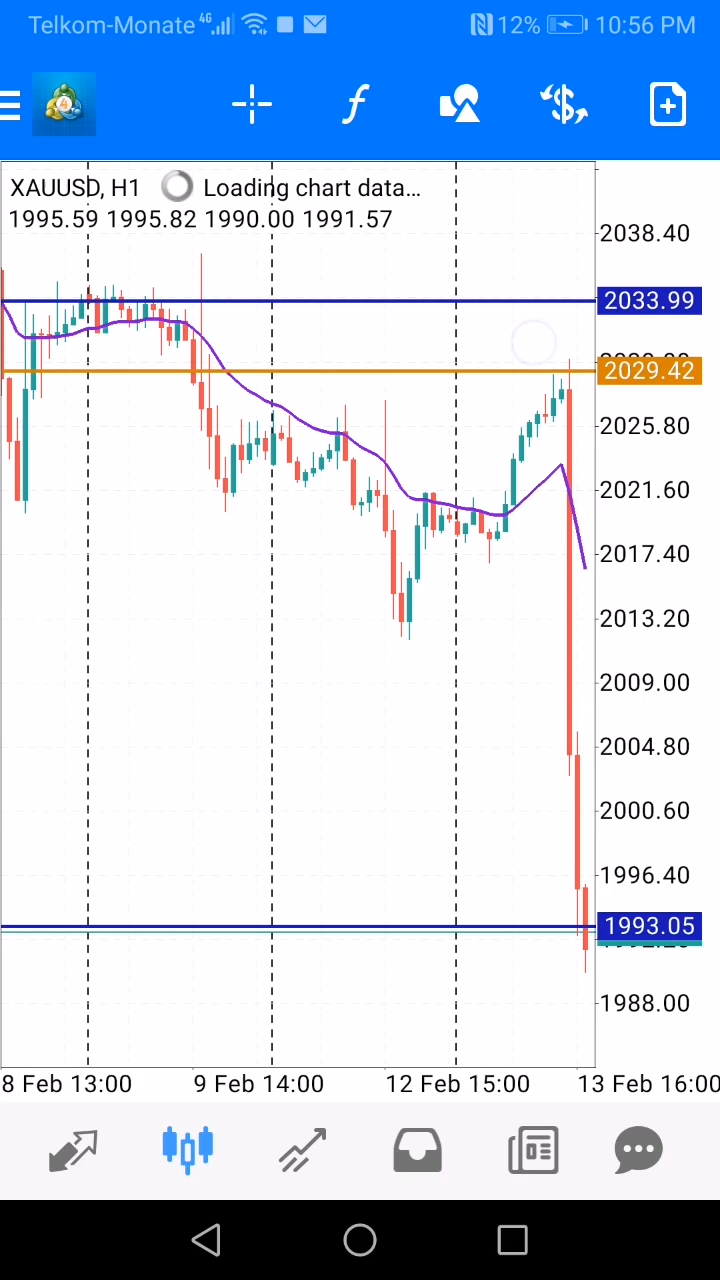 Telkom-Monate 4G 12% 10:56 PM
4
f
XAUUSD, H1 Loading chart data...
1995.59 1995.82 1990.00 1991.57
2038.40
2033.99
2029.42
2025.80
2021.60
2017.40
2013.20
2009.00
2004.80
2000.60
1996.40
1993.05
1988.00
8 Feb 13:00 9 Feb 14:00 12 Feb 15:00 13 Feb 16:00